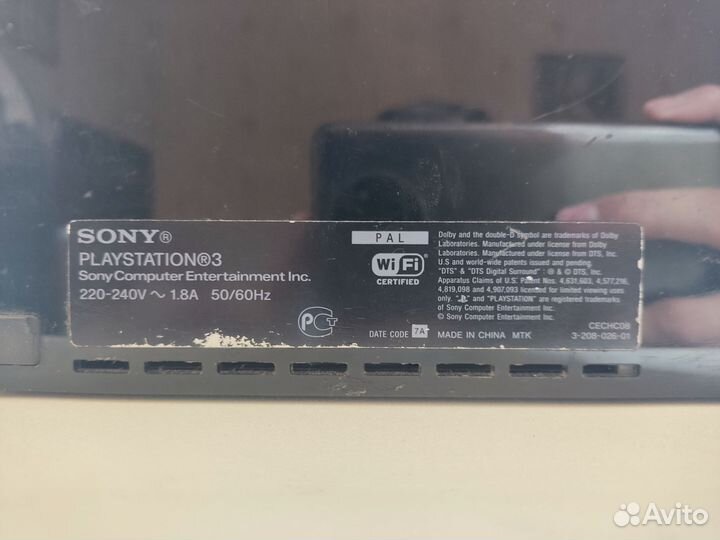 SONY®
PLAYSTATION®3
Sony Computer Entertainment Inc.
220-240V ~ 1.8A 50/60Hz
PAL
Wi Fi
CERTIFIED
Dolby and the double-D symbol are trademarks of Dolby
Laboratories. Manufactured under license from Dolby
Laboratories. Manufactured under license from DTS, Inc.
U.S and world-wide patents issued and pending.
"DTS" & "DTS Digital Surround" ® & © DTS, Inc.
Apparatus Claims of U.S. Patent Nos. 4,631,603, 4,577,216,
4,819,098 and 4,907,093 licensed for limited viewing uses
only. " " and "PLAYSTATION" are registered trademarks
of Sony Computer Entertainment Inc.
© Sony Computer Entertainment Inc.
CECHC08
DATE CODE 7A MADE IN CHINA MTK 3-208-026-01
PCT
Avito